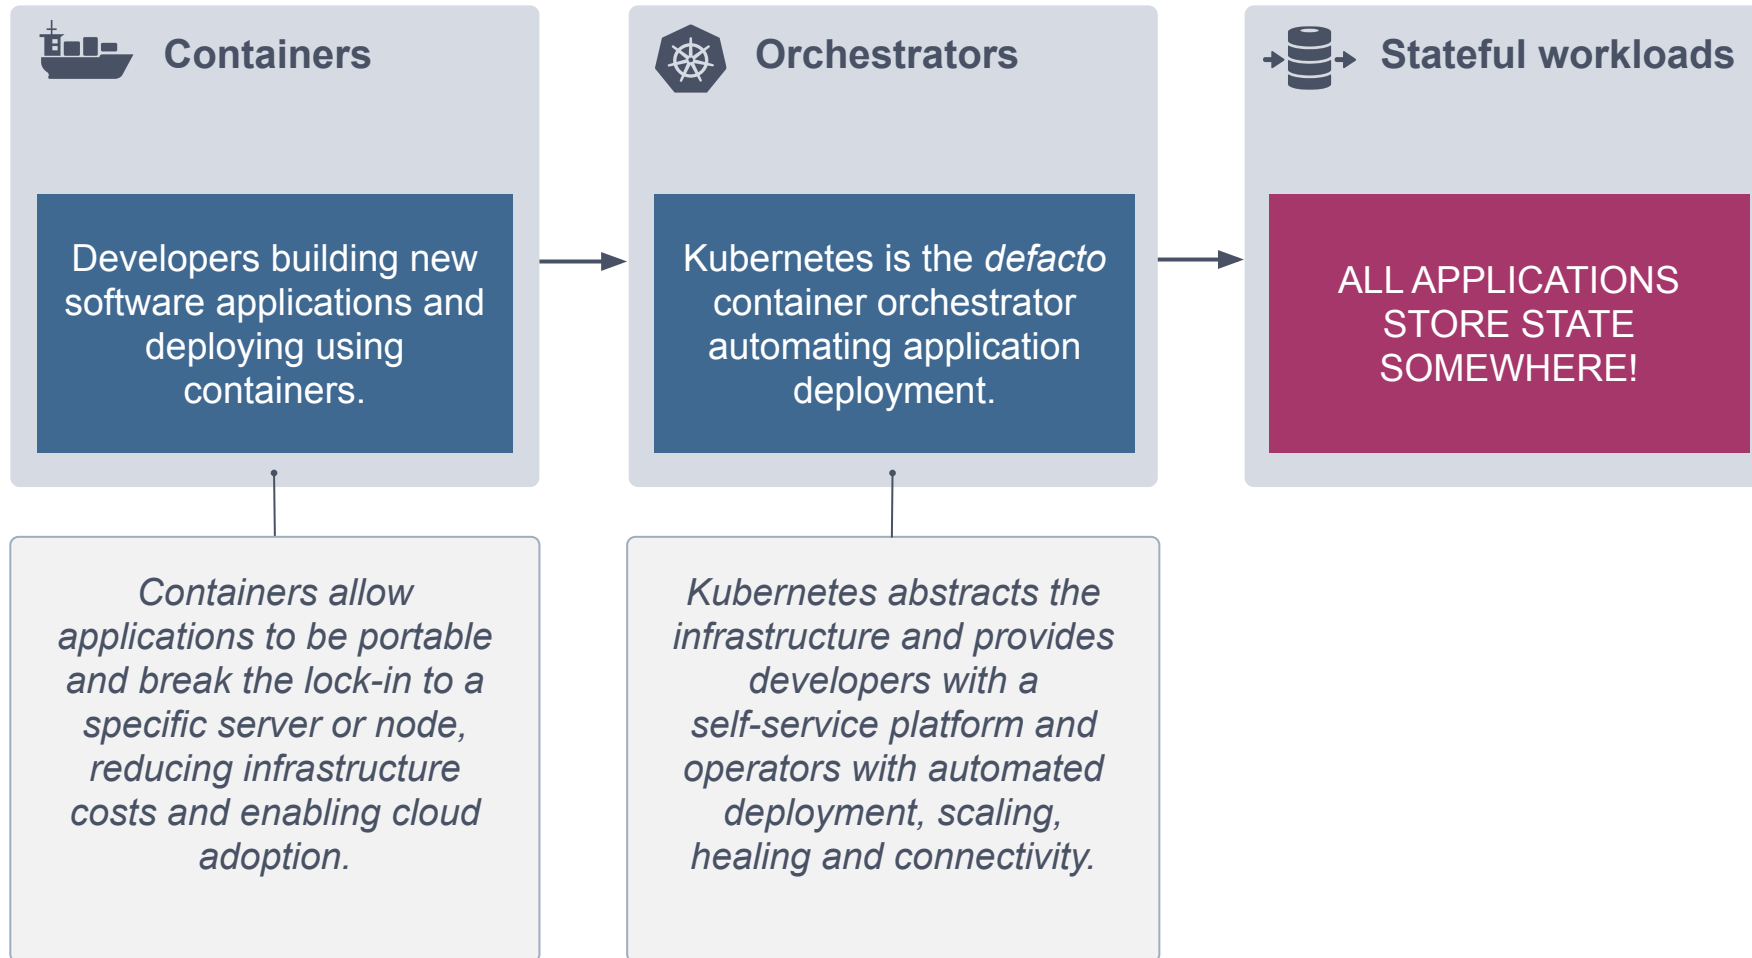 Containers
Developers building new
software applications and
deploying using
containers.
Containers allow
applications to be portable
and break the lock-in to a
specific server or node,
reducing infrastructure
costs and enabling cloud
adoption.
Orchestrators
Kubernetes is the defacto
container orchestrator
automating application
deployment.
Kubernetes abstracts the
infrastructure and provides
developers with a
self-service platform and
operators with automated
deployment, scaling,
healing and connectivity.
Stateful workloads
ALL APPLICATIONS
STORE STATE
SOMEWHERE!